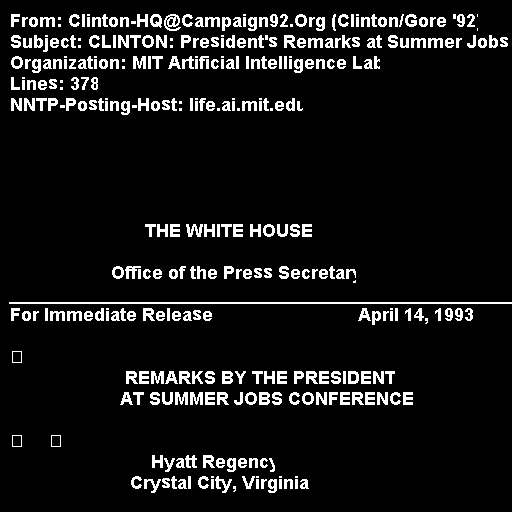 From: Clinton-HQ@Campaign92.Org (Clinton/Gore '92)
Subject: CLINTON: President's Remarks at Summer Jobs
Organization: MIT Artificial Intelligence Lab
Lines: 378
NNTP-Posting-Host: life.ai.mit.edu
THE WHITE HOUSE
Office of the Press Secretary
For Immediate Release April 14, 1993
REMARKS BY THE PRESIDENT
AT SUMMER JOBS CONFERENCE
Hyatt Regency
Crystal City, Virginia